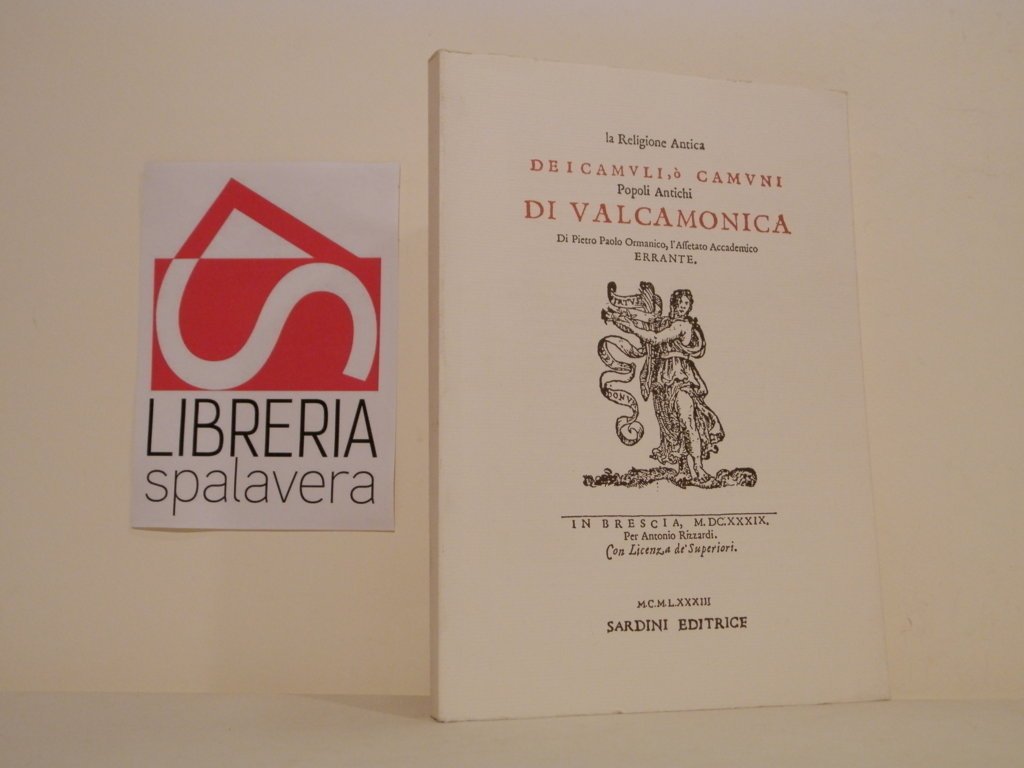 LIBRERIA
spalavera
la Religione Antica
DEI CAMVLI, ò CAMVNI
Popoli Antichi
DI VALCAMONICA
Di Pietro Paolo Ormanico, l'Assetato Accademico
ERRANTE.
IN BRESCIA, M. DC.XXXIX.
Per Antonio Rizzardi.
Con Licenza de' Superiori.
M.C.M.L.XXXIII
SARDINI EDITRICE